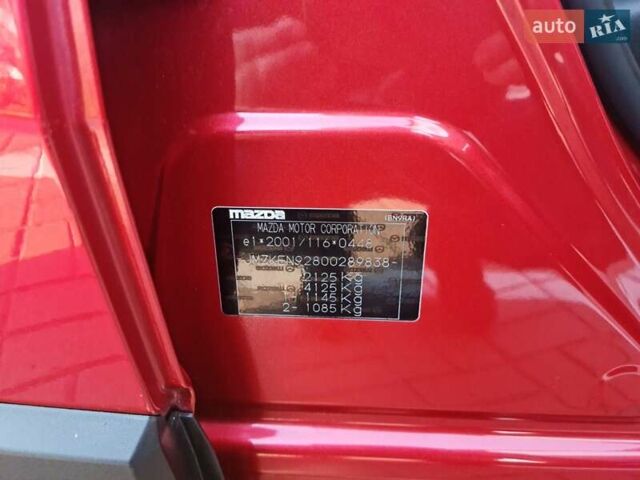 auto RIA.com
mazda (BN9RA)
MAZDA MOTOR CORPORATION
e1*2001/116*0448
-JMZKEN92800289838-
2125 Kg
4125 Kg
1- 1145 Kg
2- 1085 Kg